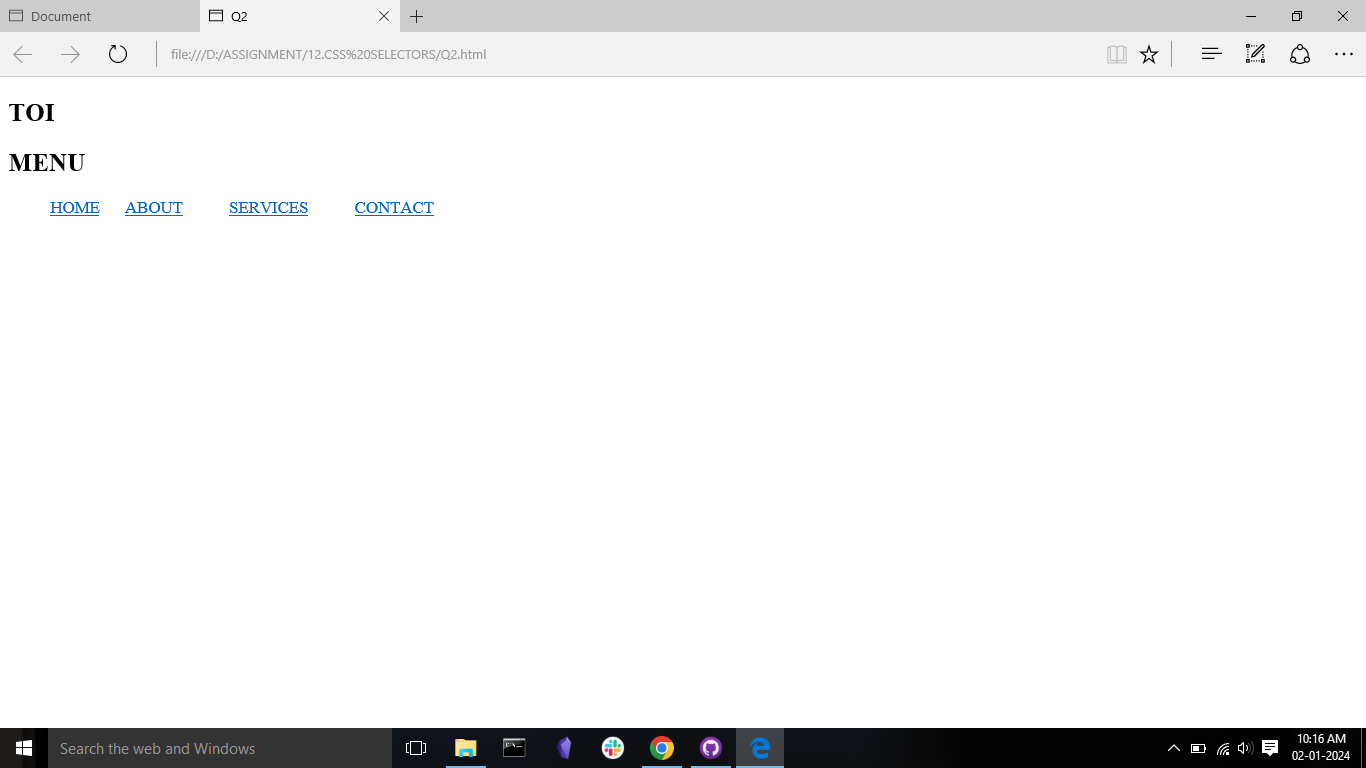 Document Q2
file:///D:/ASSIGNMENT/12.CSS%20SELECTORS/Q2.html
TOI
MENU
HOME ABOUT SERVICES CONTACT
Search the web and Windows
10:16 AM
02-01-2024